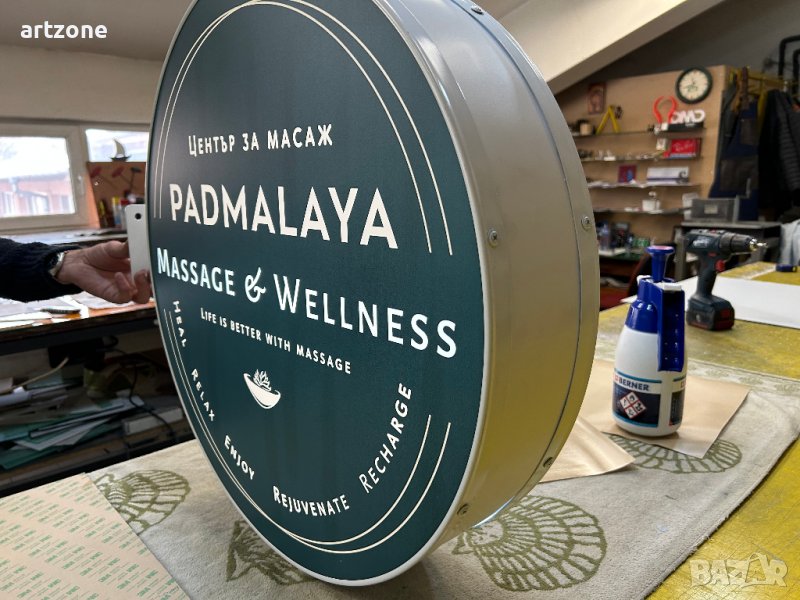 artzone
Център за масаж
PADMALAYA
Massage & Wellness
Life is better with massage
Heal Relax Enjoy Rejuvenate Recharge
BERNER
BAZAR